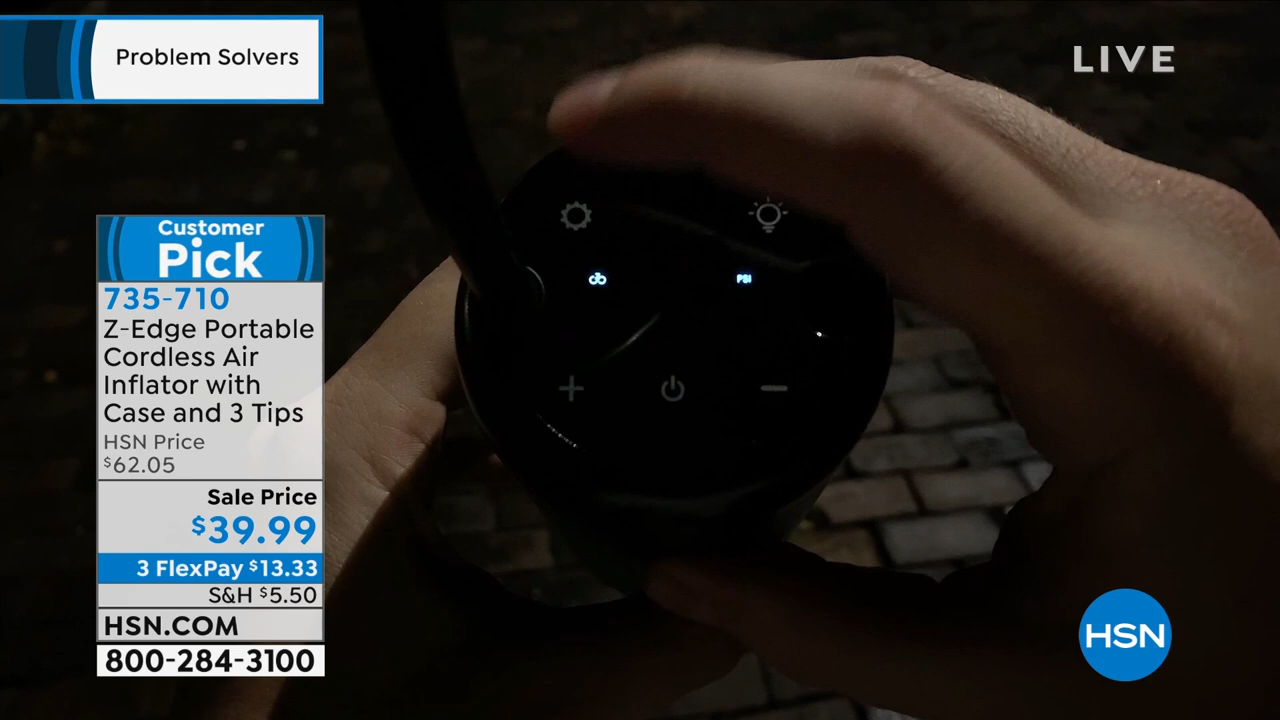 Problem Solvers
LIVE
Customer
Pick
735-710
Z-Edge Portable
Cordless Air
Inflator with
Case and 3 Tips
HSN Price
$62.05
Sale Price
$39.99
3 FlexPay $13.33
S&H $5.50
HSN.COM
800-284-3100
PSI
HSN